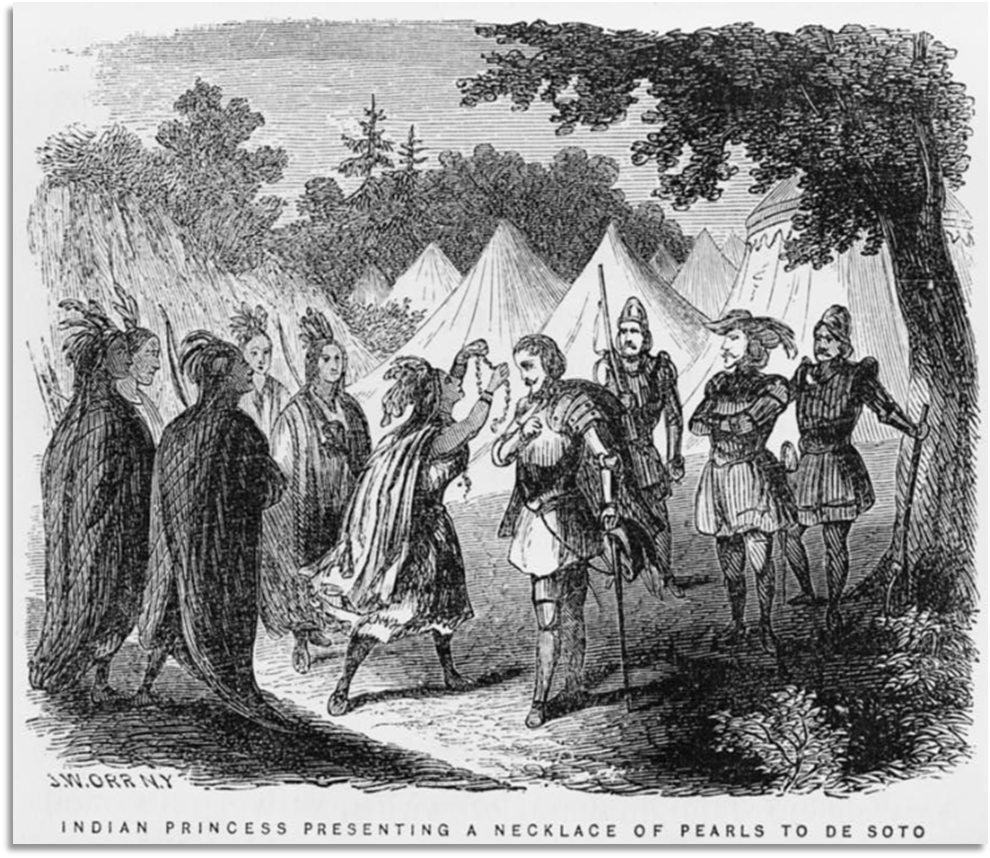 J.W.ORR N.Y
INDIAN PRINCESS PRESENTING A NECKLACE OF PEARLS TO DE SOTO